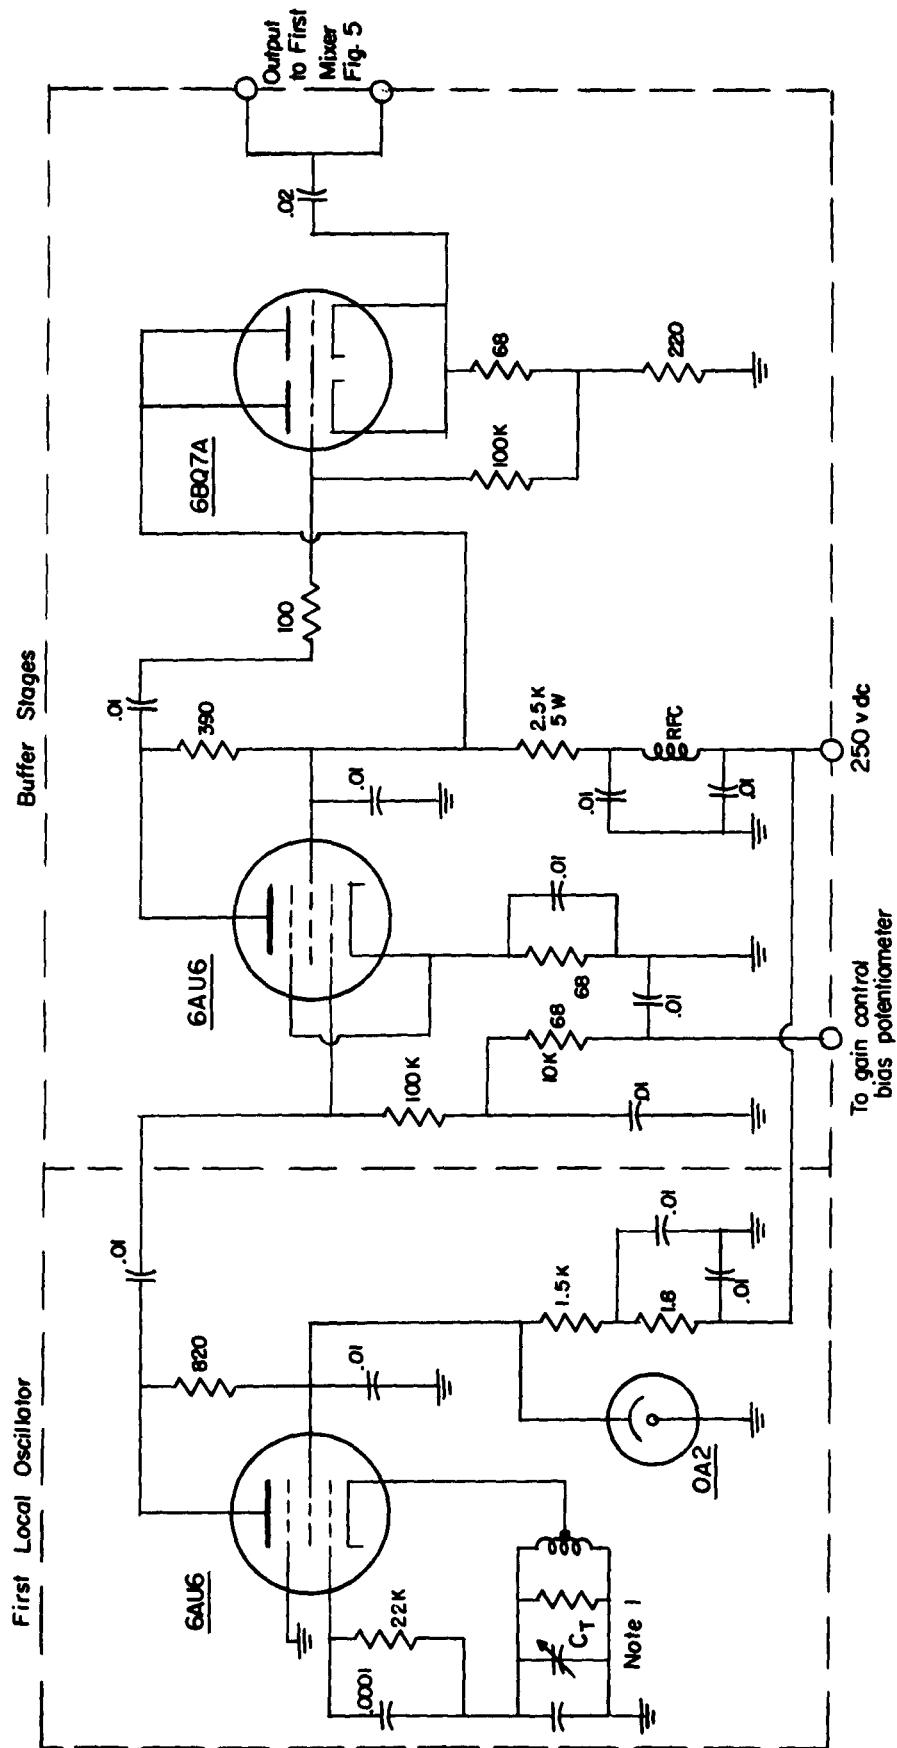 First Local Oscillator
Buffer Stages
6AU6
820
.01
.01
22K
.0001
C_T
Note 1
OA2
1.5K
1.8
.01
.01
6AU6
100K
10K
68
.01
.01
68
.01
.01
390
.01
2.5K
5W
RFC
.01
.01
100
6BQ7A
100K
68
220
.02
Output
to First
Mixer
Fig. 5
To gain control
bias potentiometer
250 v dc